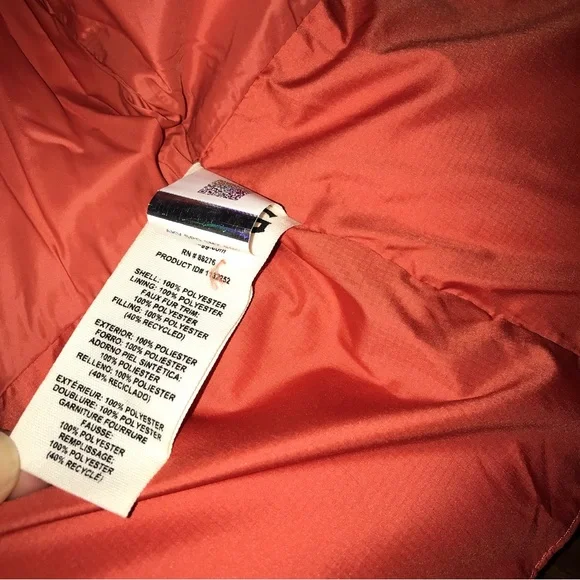 RN # 88276
PRODUCT ID#
SHELL: 100% POLYESTER
LINING: 100% POLYESTER
FAUX FUR TRIM:
100% POLYESTER
FILLING: 100% POLYESTER
(40% RECYCLED)
EXTERIOR: 100% POLIESTER
FORRO: 100% POLIESTER
ADORNO PIEL SINTÉTICA:
100% POLIESTER
RELLENO: 100% POLIESTER
(40% RECICLADO)
EXTÉRIEUR: 100% POLYESTER
DOUBLURE: 100% POLYESTER
GARNITURE FOURRURE
FAUSSE:
100% POLYESTER
REMPLISSAGE:
100% POLYESTER
(40% RECYCLÉ)